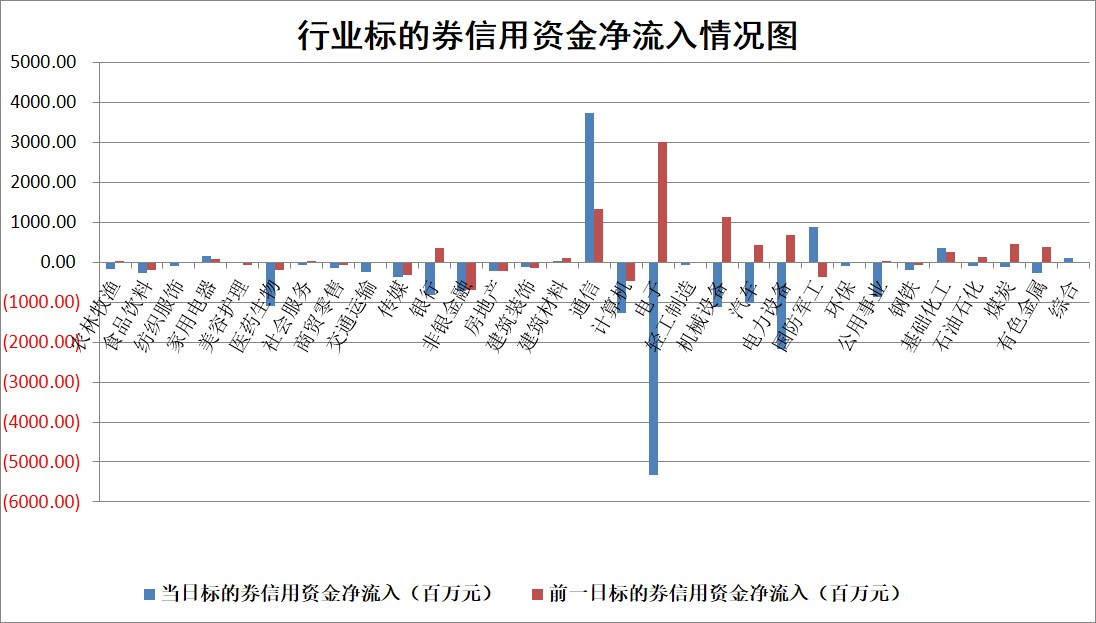 行业标的券信用资金净流入情况图
5000.00
4000.00
3000.00
2000.00
1000.00
0.00
(1000.00)
(2000.00)
(3000.00)
(4000.00)
(5000.00)
(6000.00)
农林牧渔
食品饮料
纺织服饰
家用电器
美容护理
医药生物
社会服务
商贸零售
交通运输
传媒
银行
非银金融
房地产
建筑装饰
建筑材料
通信
计算机
电子
轻工制造
机械设备
汽车
电力设备
国防军工
环保
公用事业
钢铁
基础化工
石油石化
煤炭
有色金属
综合
当日标的券信用资金净流入（百万元）
前一日标的券信用资金净流入（百万元）